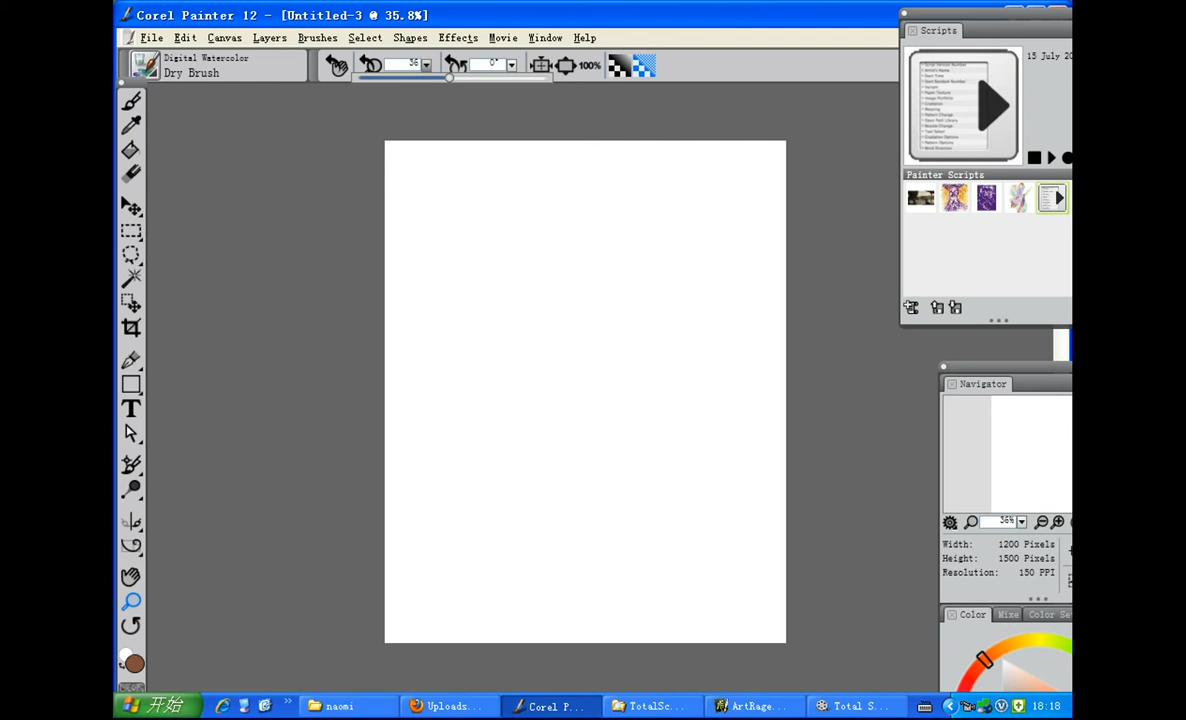 Corel Painter 12 - [Untitled-3 @ 35.8%]
File Edit Canvas Layers Brushes Select Shapes Effects Movie Window Help
Digital Watercolor
Dry Brush
36
0°
100%
Scripts
15 July 20
Painter Scripts
Navigator
36%
Width: 1200 Pixels
Height: 1500 Pixels
Resolution: 150 PPI
Color Mixe Color Se
T
开始
naomi
Uploads...
Corel P...
TotalSc...
ArtRage...
Total S...
18:18